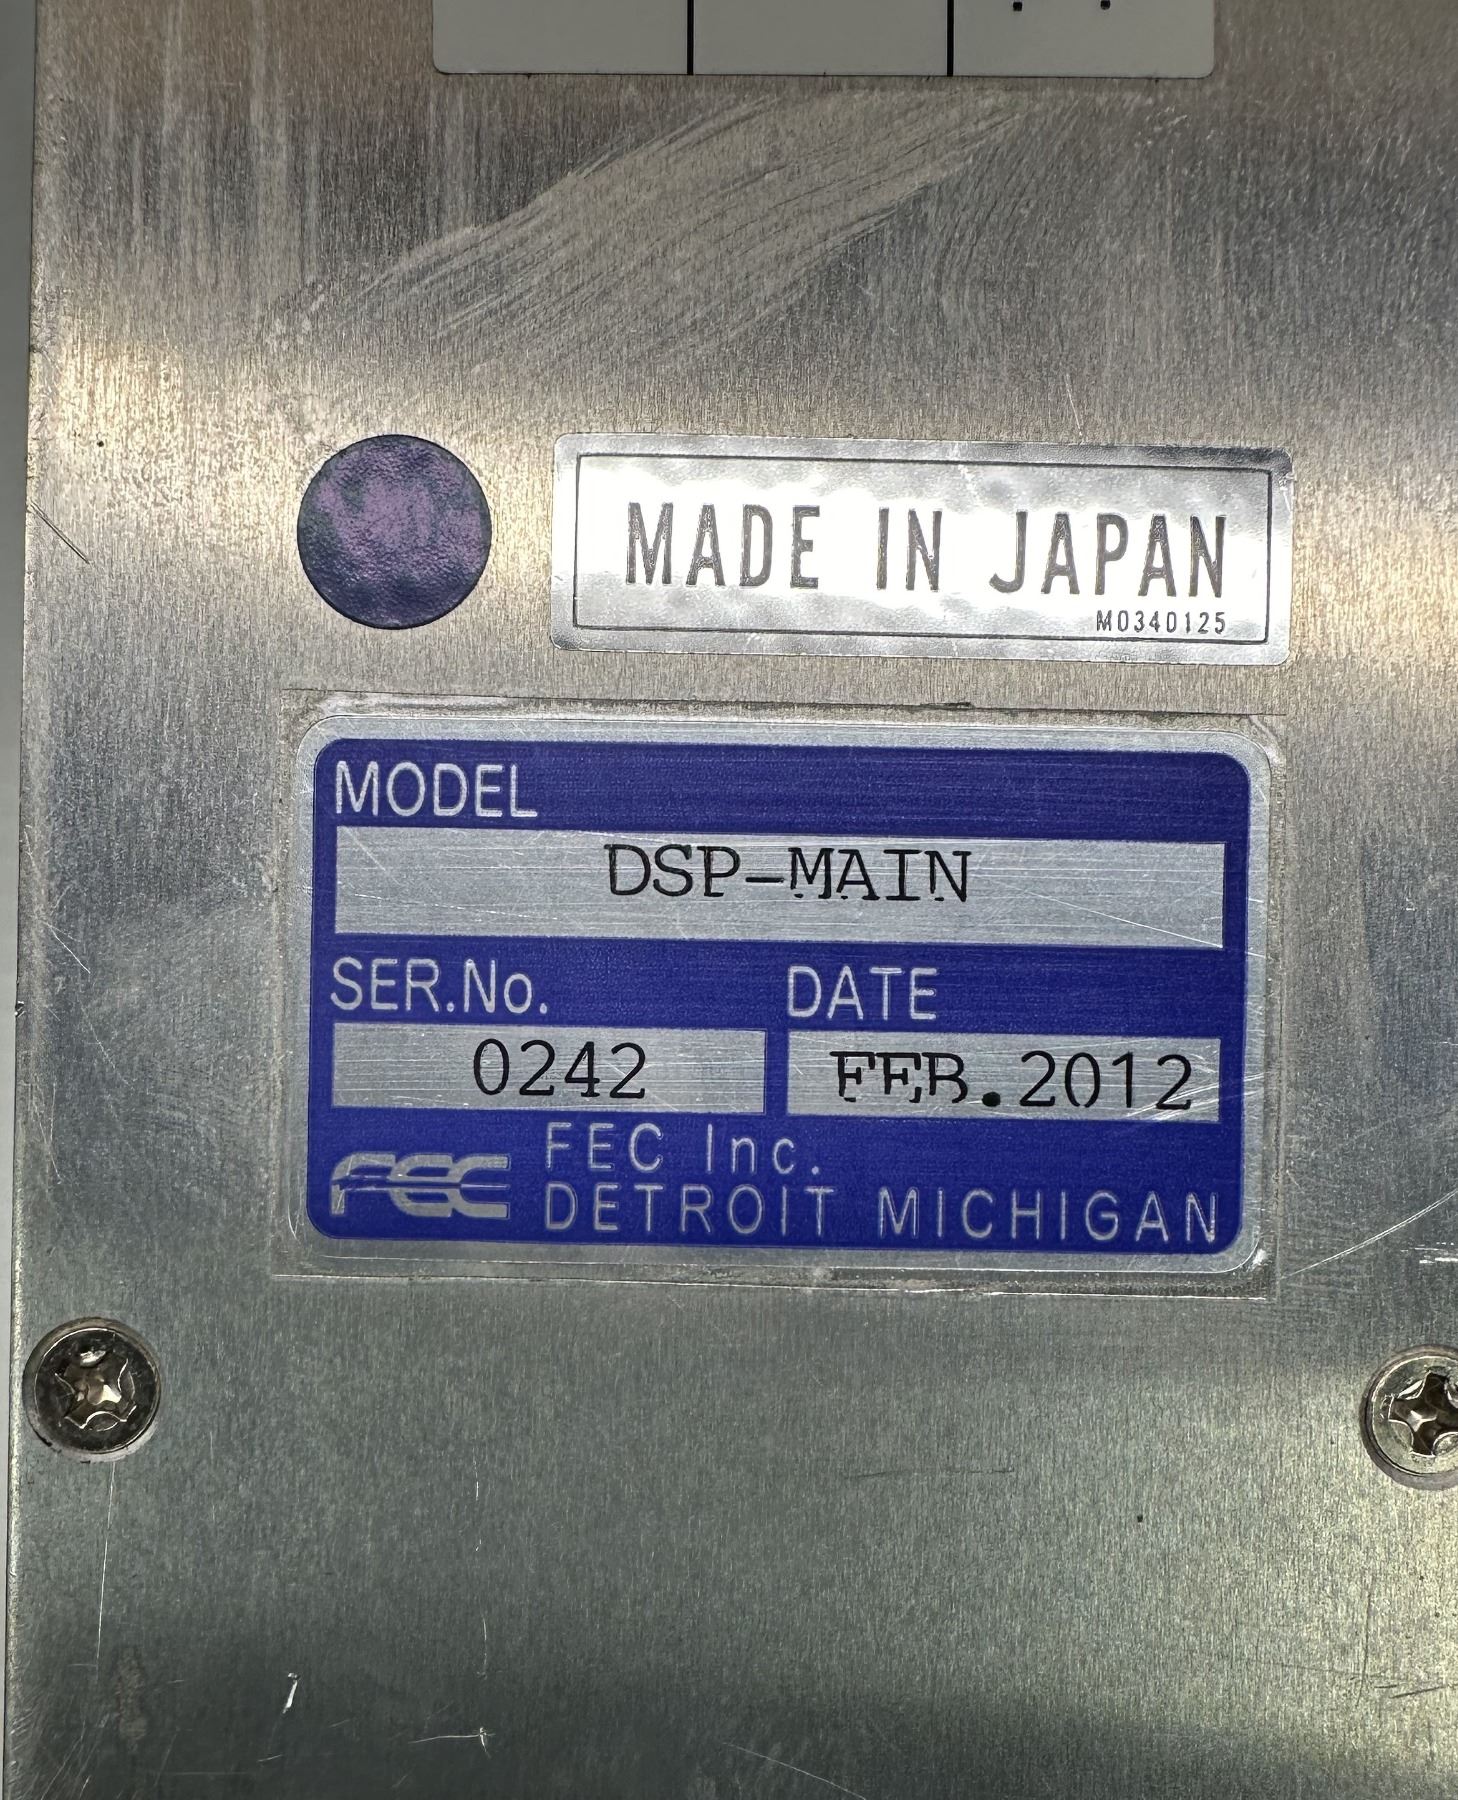 MADE IN JAPAN
M0340125
MODEL
DSP-MAIN
SER.No.
DATE
0242
FEB.2012
FEC
FEC Inc.
DETROIT MICHIGAN